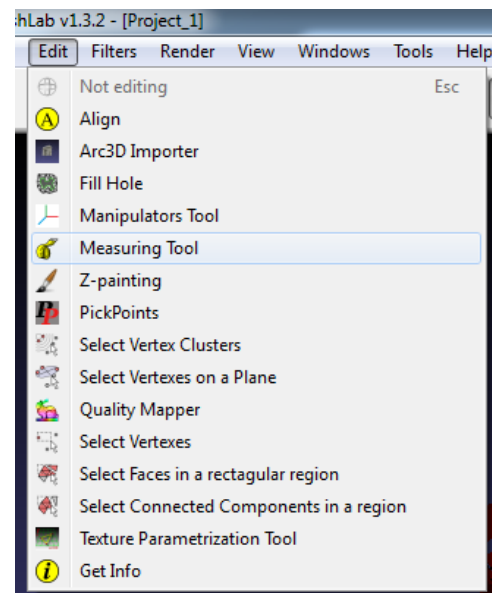 shLab v1.3.2 - [Project_1]
Edit Filters Render View Windows Tools Help
Not editing Esc
A Align
Arc3D Importer
Fill Hole
Manipulators Tool
Measuring Tool
Z-painting
Pp PickPoints
Select Vertex Clusters
Select Vertexes on a Plane
Quality Mapper
Select Vertexes
Select Faces in a rectagular region
Select Connected Components in a region
Texture Parametrization Tool
i Get Info